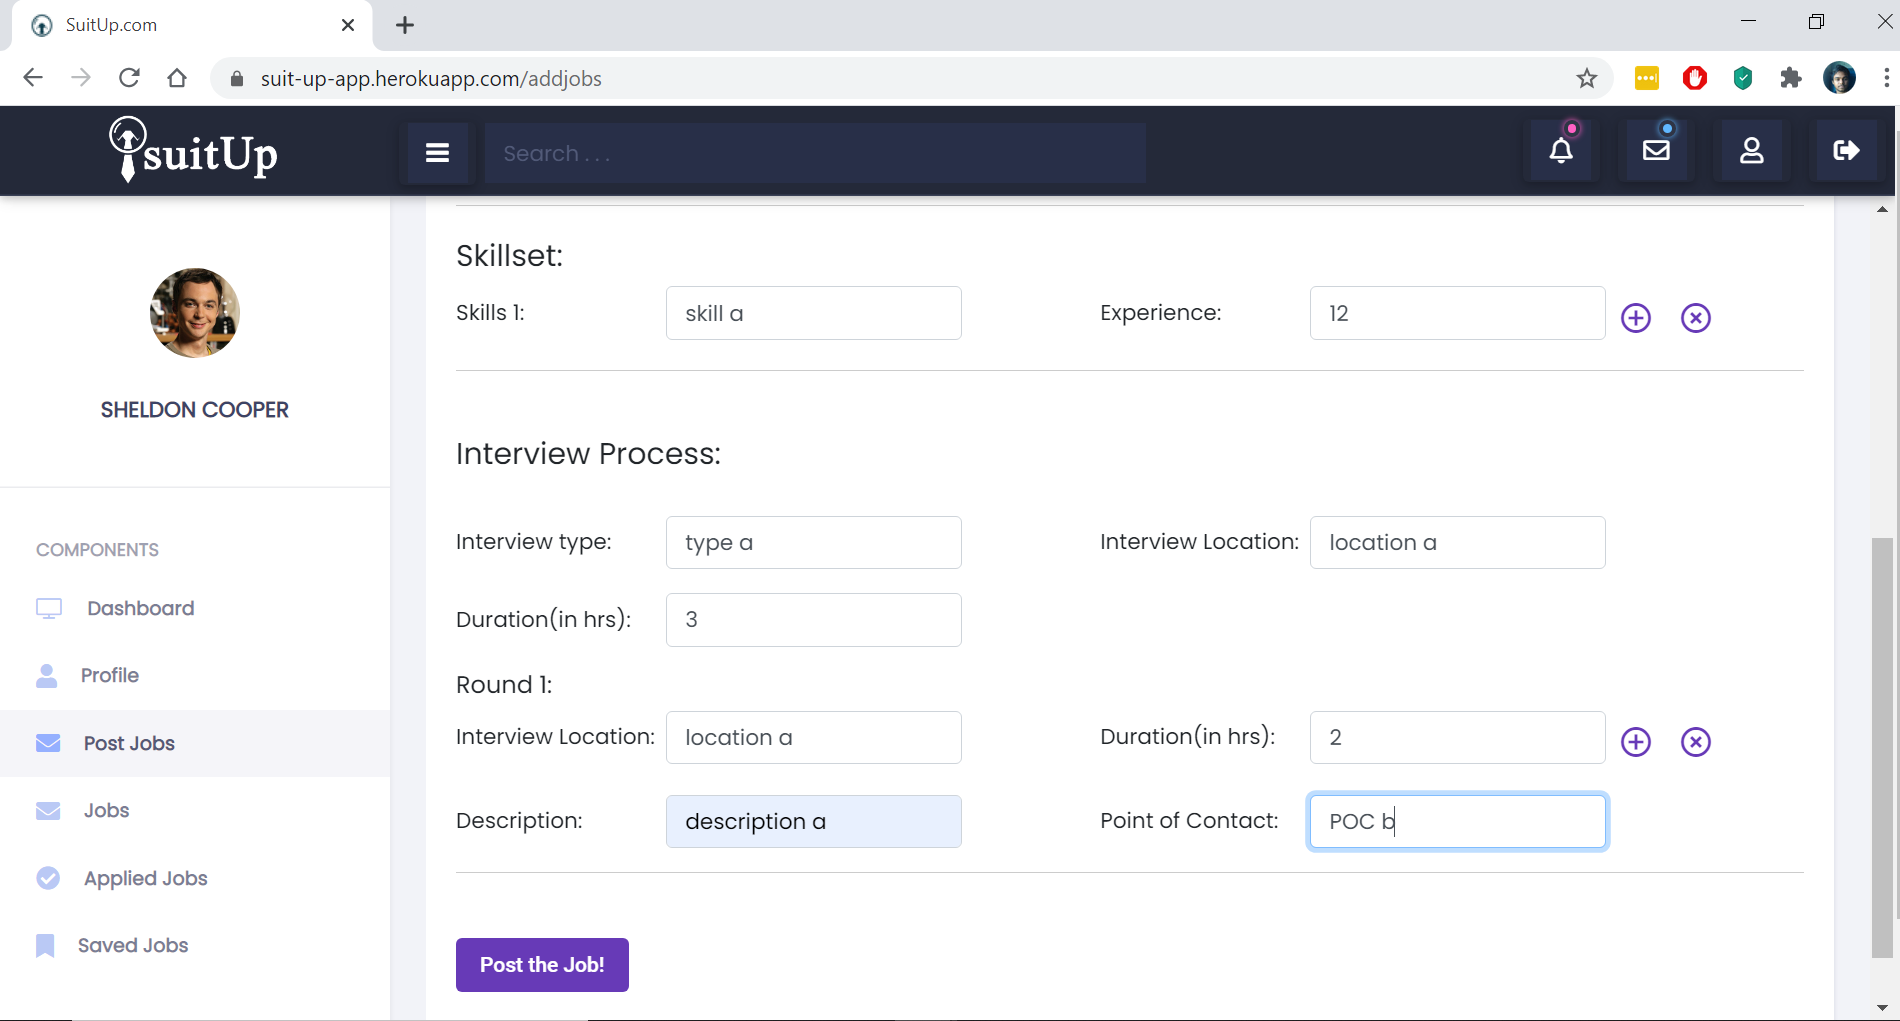 SuitUp.com
suit-up-app.herokuapp.com/addjobs
suitUp
Search . . .
SHELDON COOPER
COMPONENTS
Dashboard
Profile
Post Jobs
Jobs
Applied Jobs
Saved Jobs
Skillset:
Skills 1: skill a Experience: 12
Interview Process:
Interview type: type a Interview Location: location a
Duration(in hrs): 3
Round 1:
Interview Location: location a Duration(in hrs): 2
Description: description a Point of Contact: POC b
Post the Job!